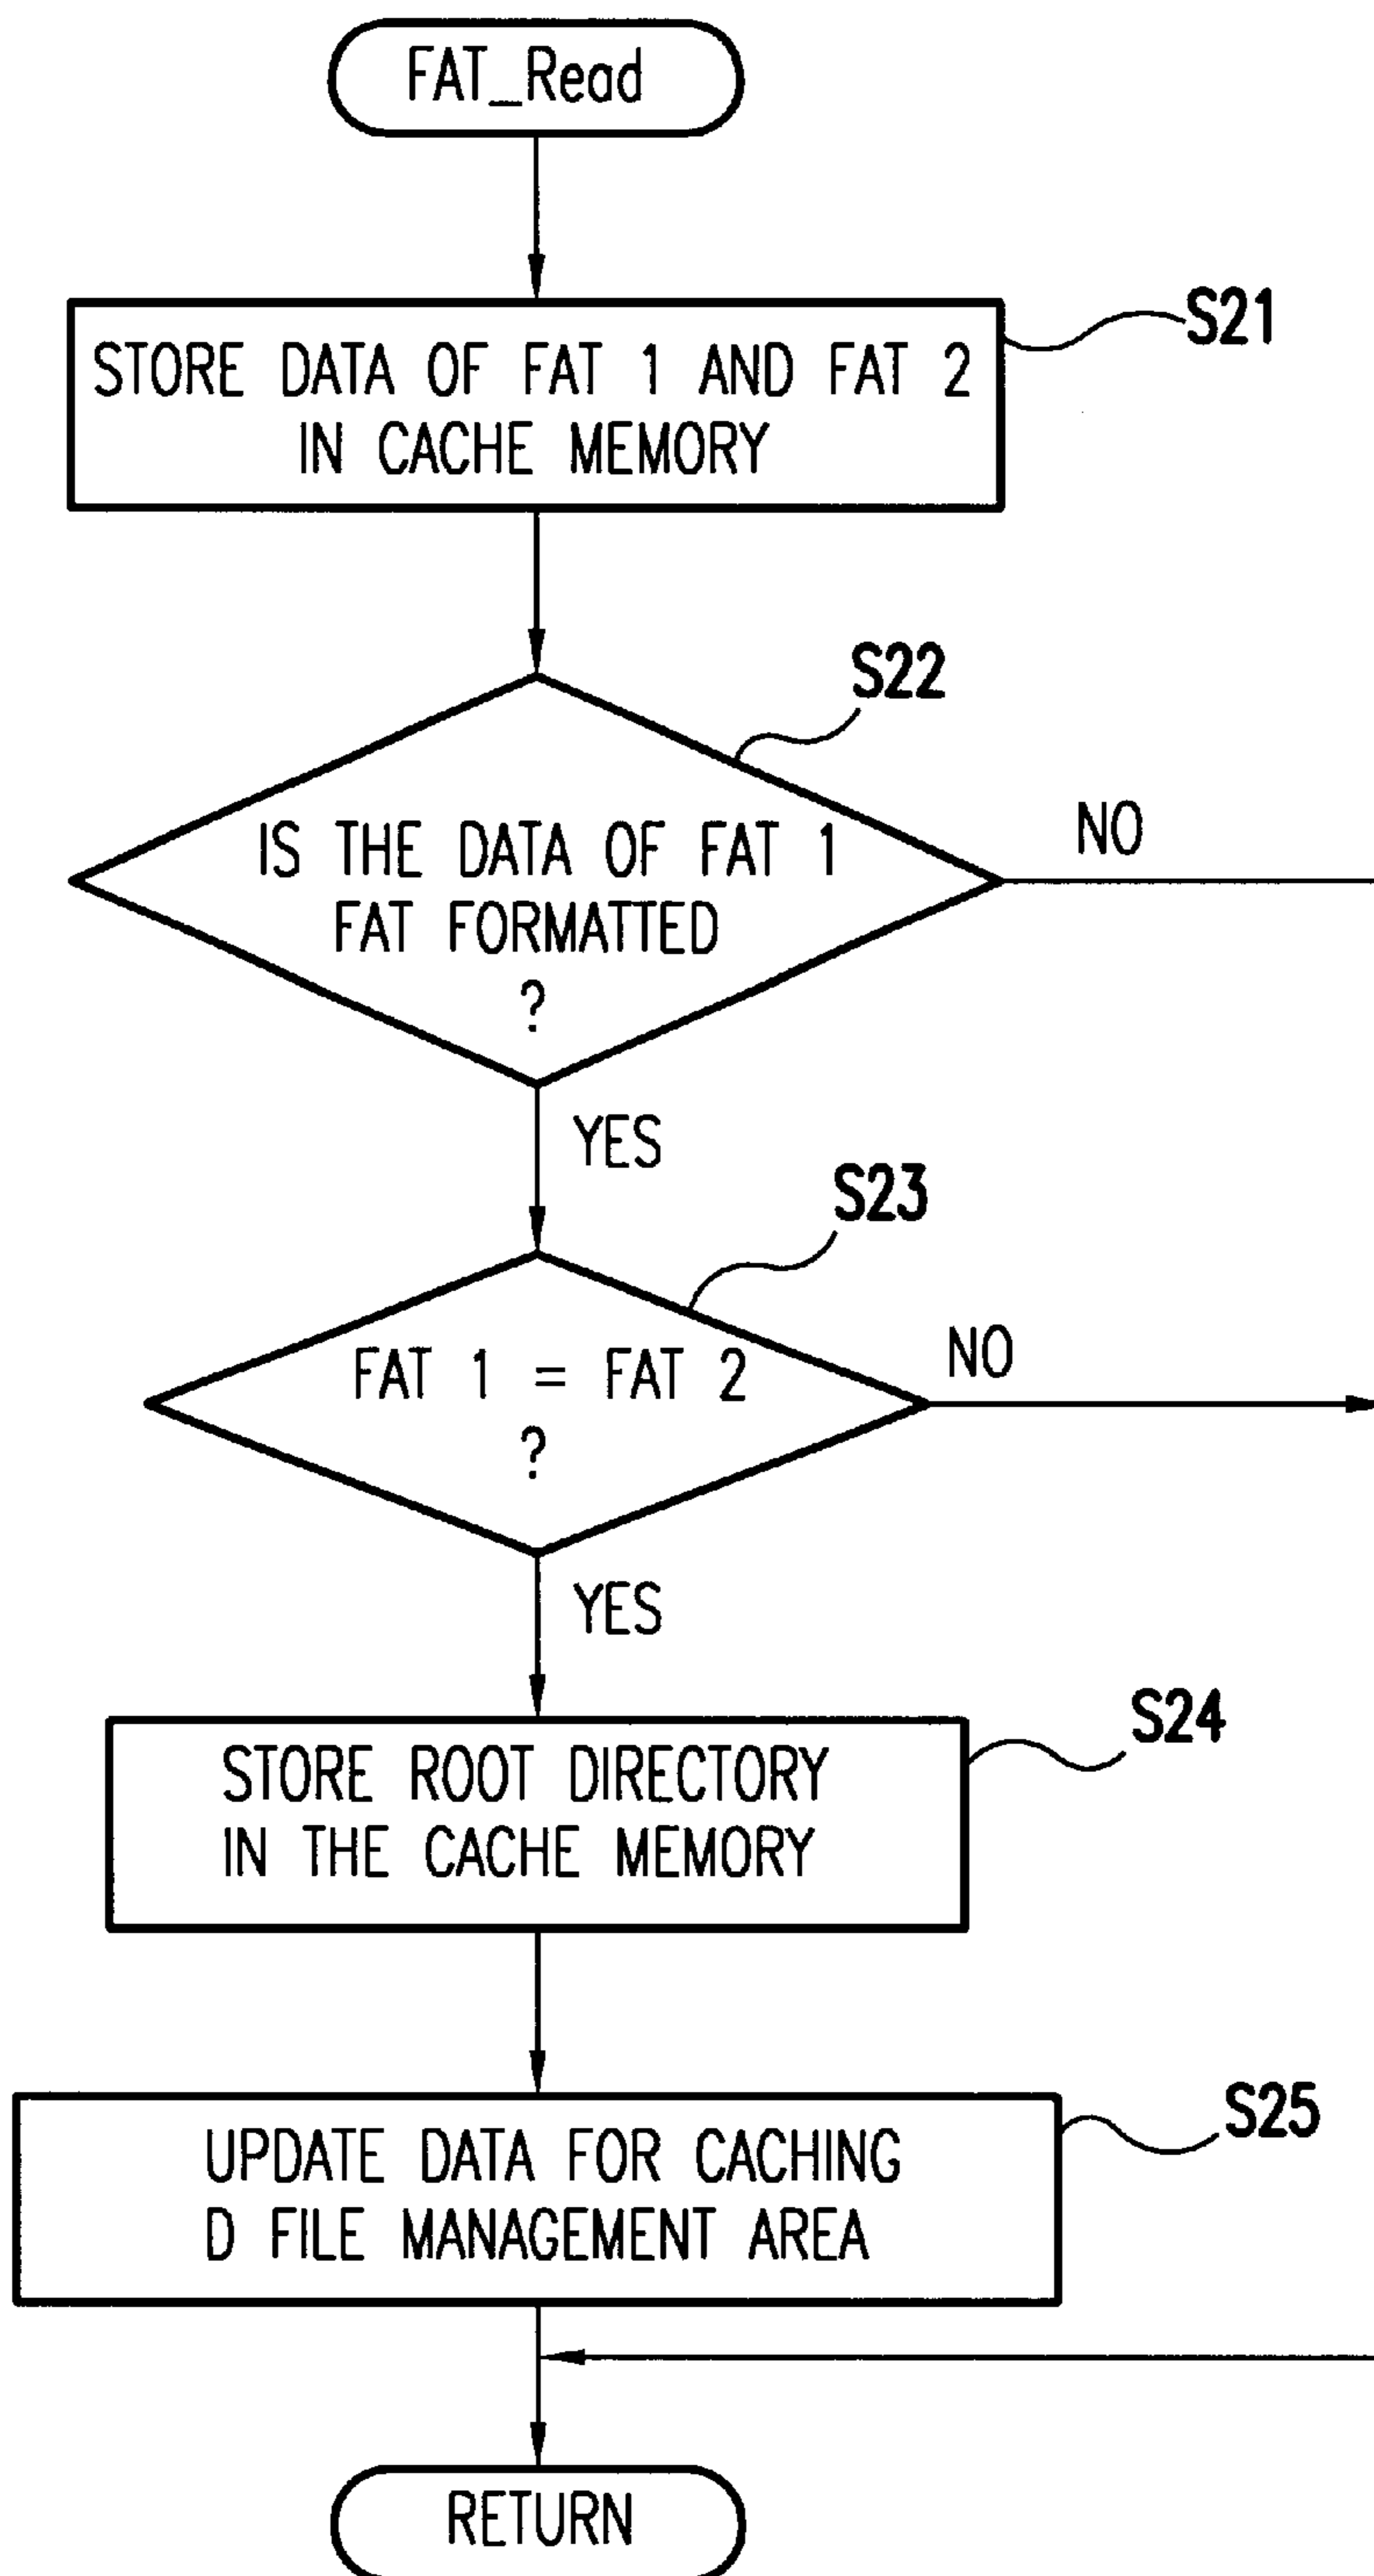 FAT_Read
STORE DATA OF FAT 1 AND FAT 2
IN CACHE MEMORY
S21
S22
IS THE DATA OF FAT 1
FAT FORMATTED
?
NO
YES
S23
FAT 1 = FAT 2
?
NO
YES
S24
STORE ROOT DIRECTORY
IN THE CACHE MEMORY
S25
UPDATE DATA FOR CACHING
D FILE MANAGEMENT AREA
RETURN